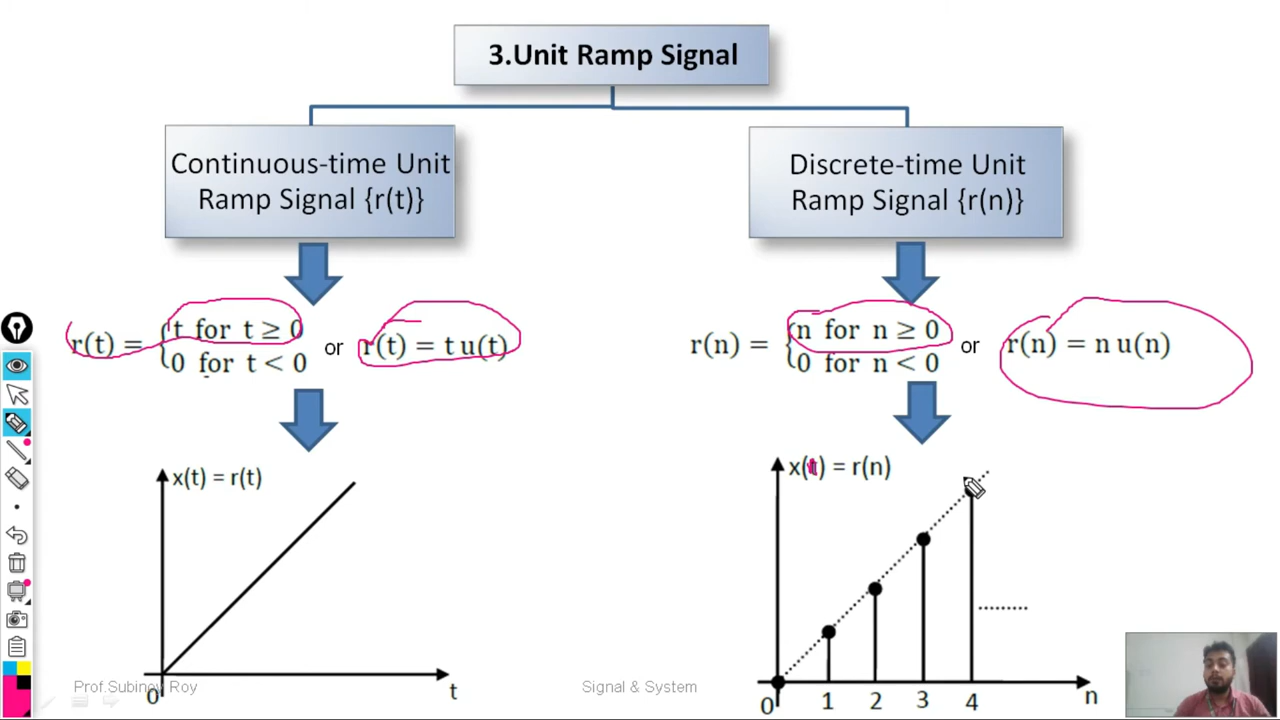 3.Unit Ramp Signal
Continuous-time Unit
Ramp Signal {r(t)}
Discrete-time Unit
Ramp Signal {r(n)}
r(t) = {t for t ≥ 0
0 for t < 0
or r(t) = t u(t)
r(n) = {n for n ≥ 0
0 for n < 0
or r(n) = n u(n)
x(t) = r(t)
0
t
x(t) = r(n)
0 1 2 3 4 n
Prof.Subinoy Roy
Signal & System